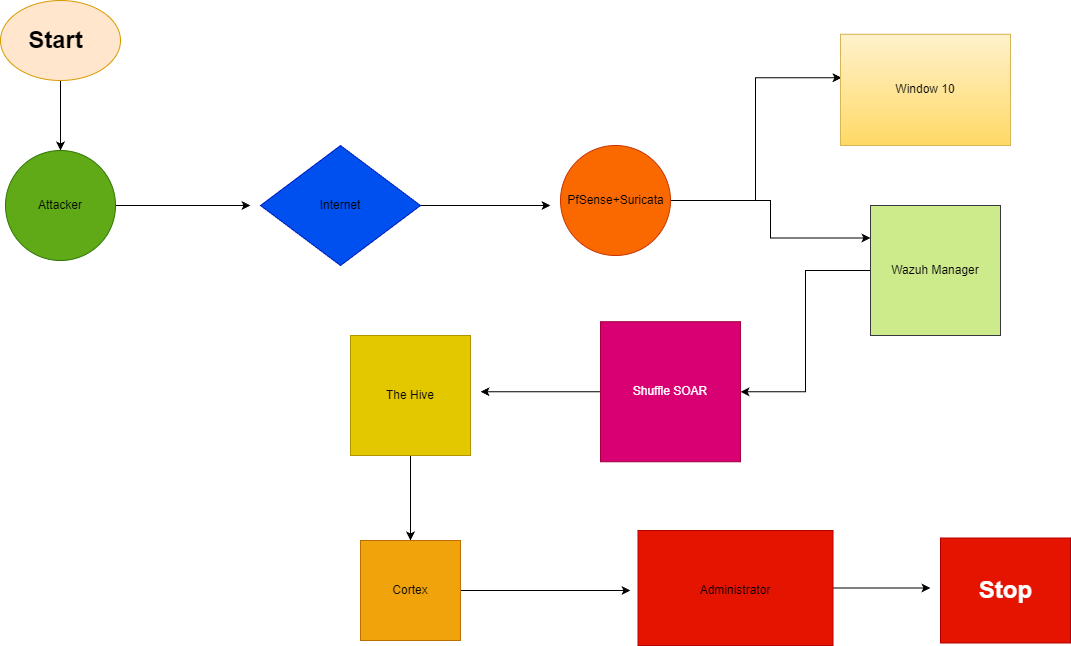 Start
Attacker
Internet
PfSense+Suricata
Window 10
Wazuh Manager
Shuffle SOAR
The Hive
Cortex
Administrator
Stop